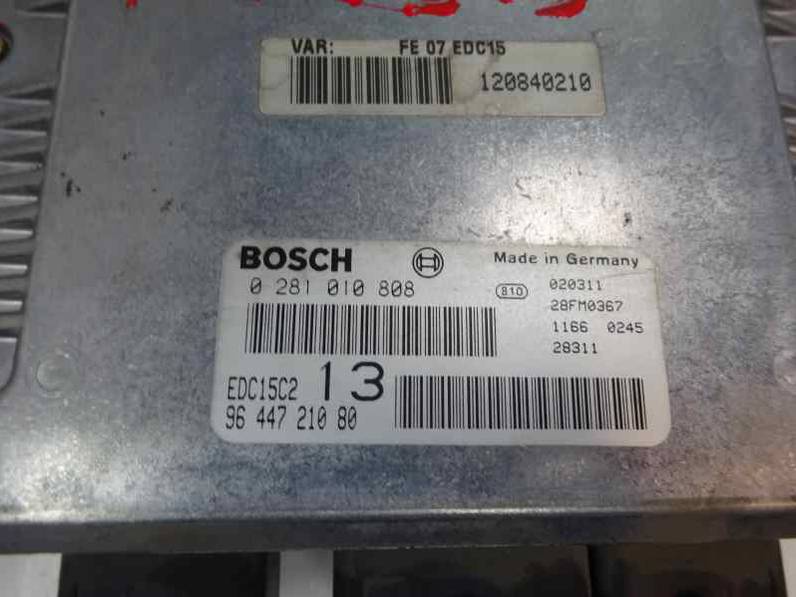 VAR: FE 07 EDC15
120840210
BOSCH
Made in Germany
0 281 010 808
810
020311
28FM0367
1166 0245
28311
EDC15C2 13
96 447 210 80